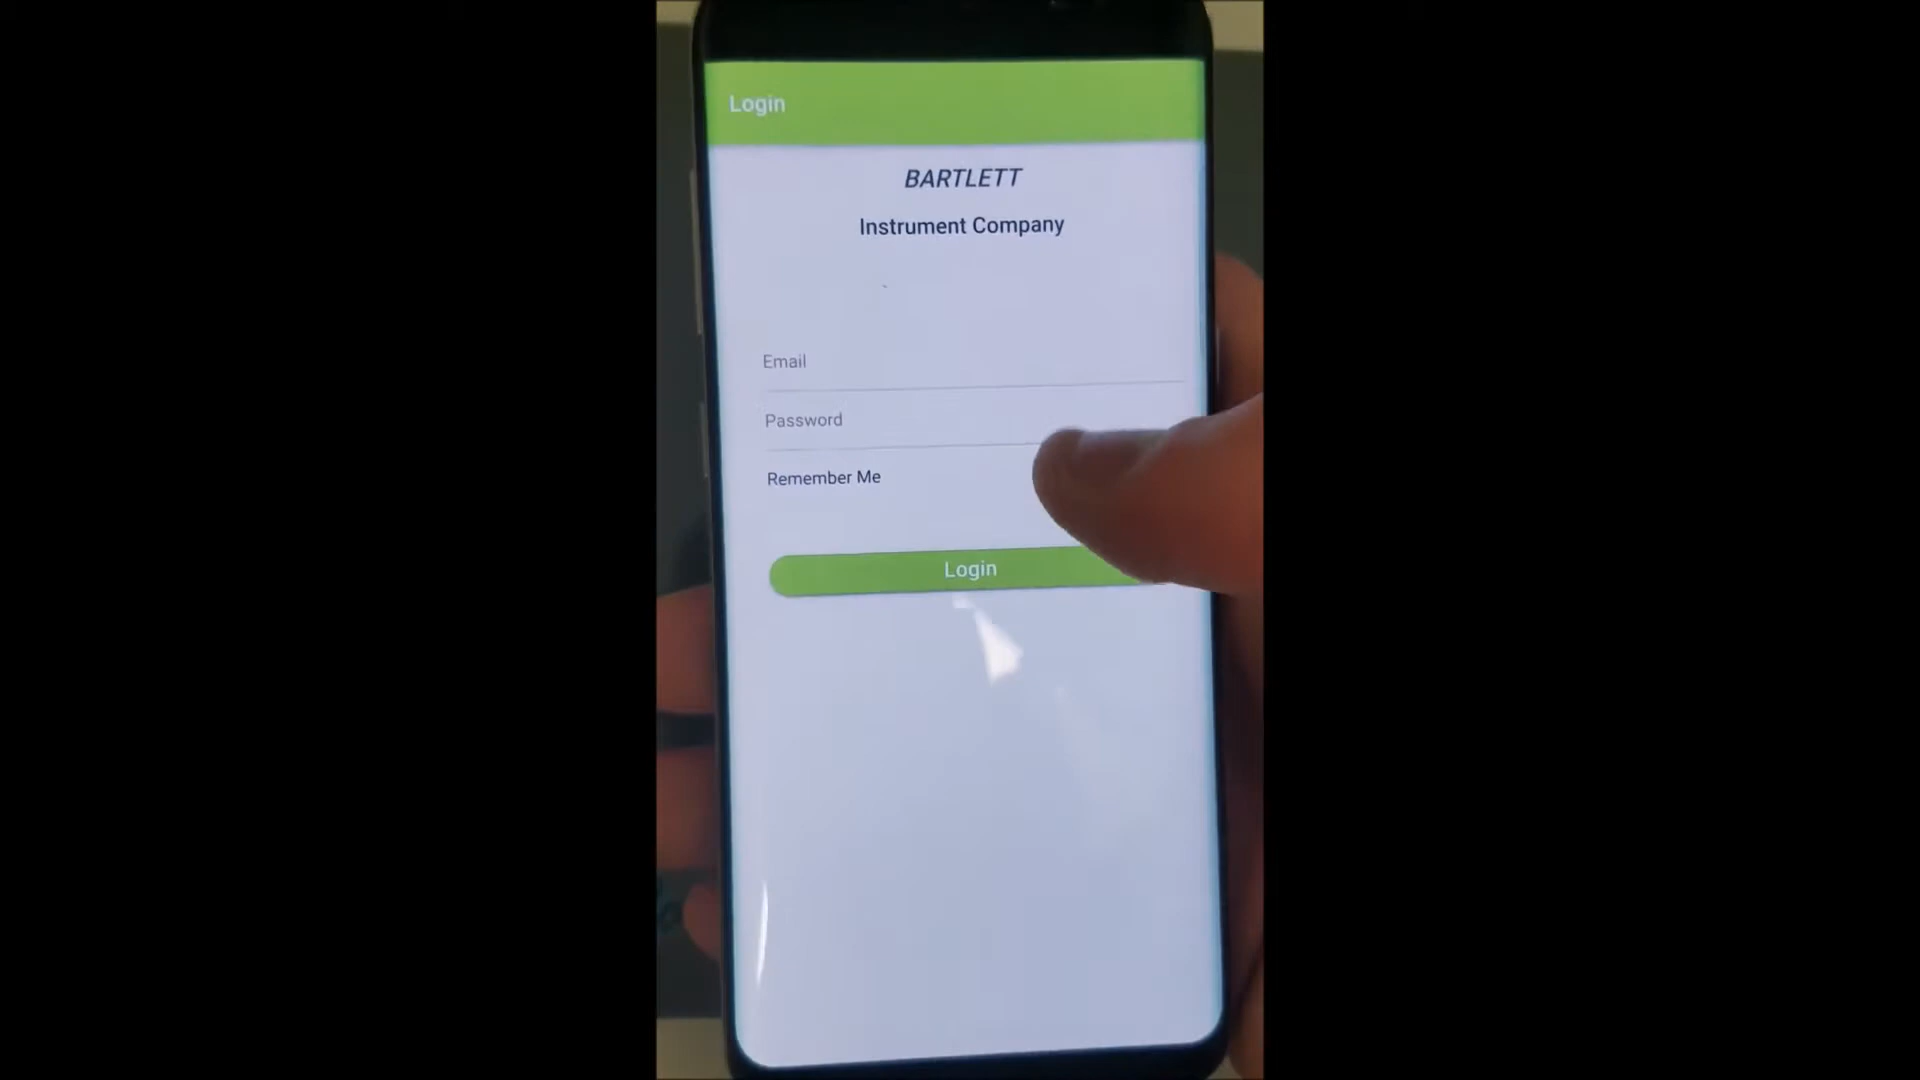 Login
BARTLETT
Instrument Company
Email
Password
Remember Me
Login